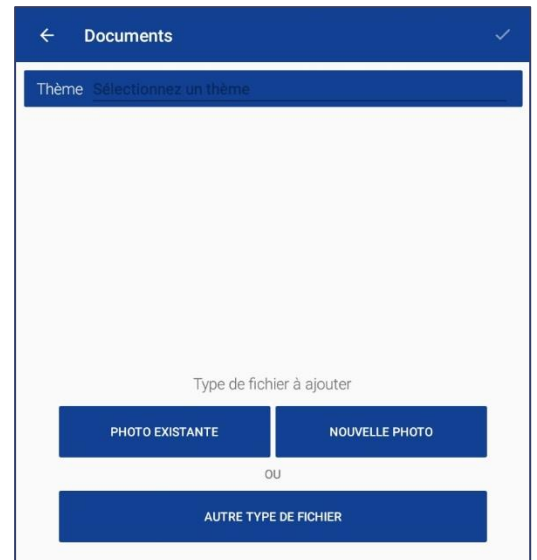 Documents
Thème Sélectionnez un thème
Type de fichier à ajouter
PHOTO EXISTANTE NOUVELLE PHOTO
OU
AUTRE TYPE DE FICHIER